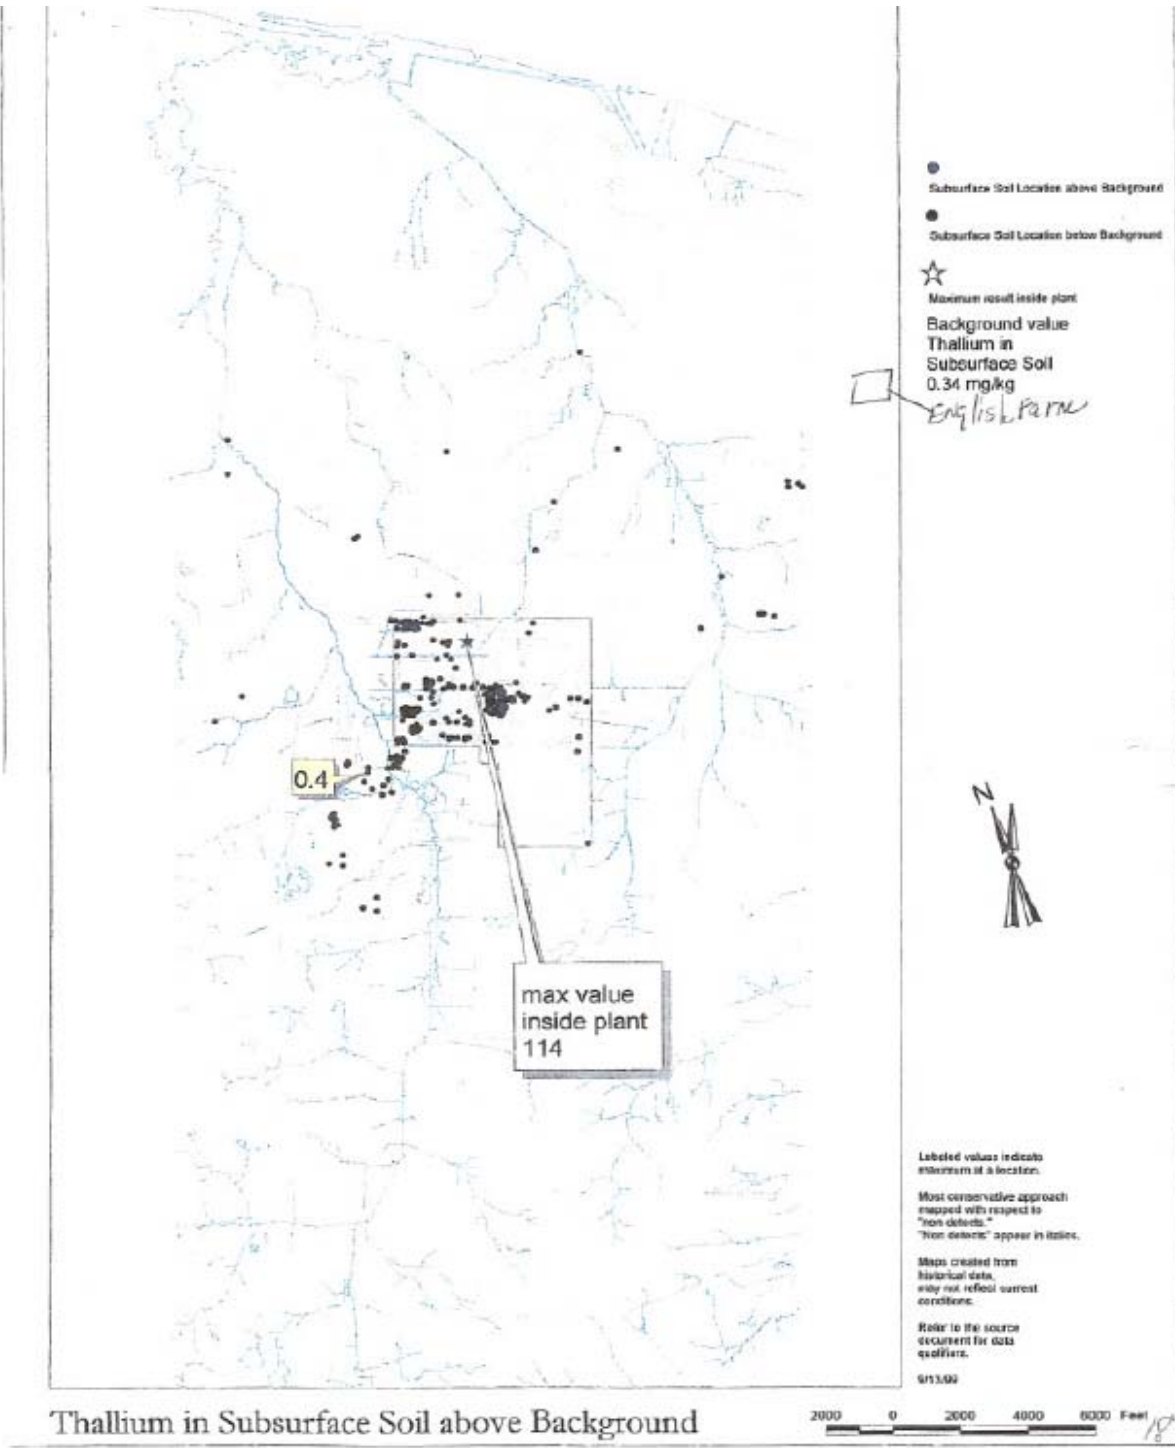 Subsurface Soil Location above Background
Subsurface Soil Location below Background
Maximum result inside plant
Background value
Thallium in
Subsurface Soil
0.34 mg/kg
English Farm
0.4
N
max value
inside plant
114
Labeled values indicate
maximum at a location.
Most conservative approach
mapped with respect to
"non detects."
"Non detects" appear in italics.
Maps created from
historical data,
may not reflect current
conditions.
Refer to the source
document for data
qualifiers.
9/13/99
Thallium in Subsurface Soil above Background
2000 0 2000 4000 6000 Feet